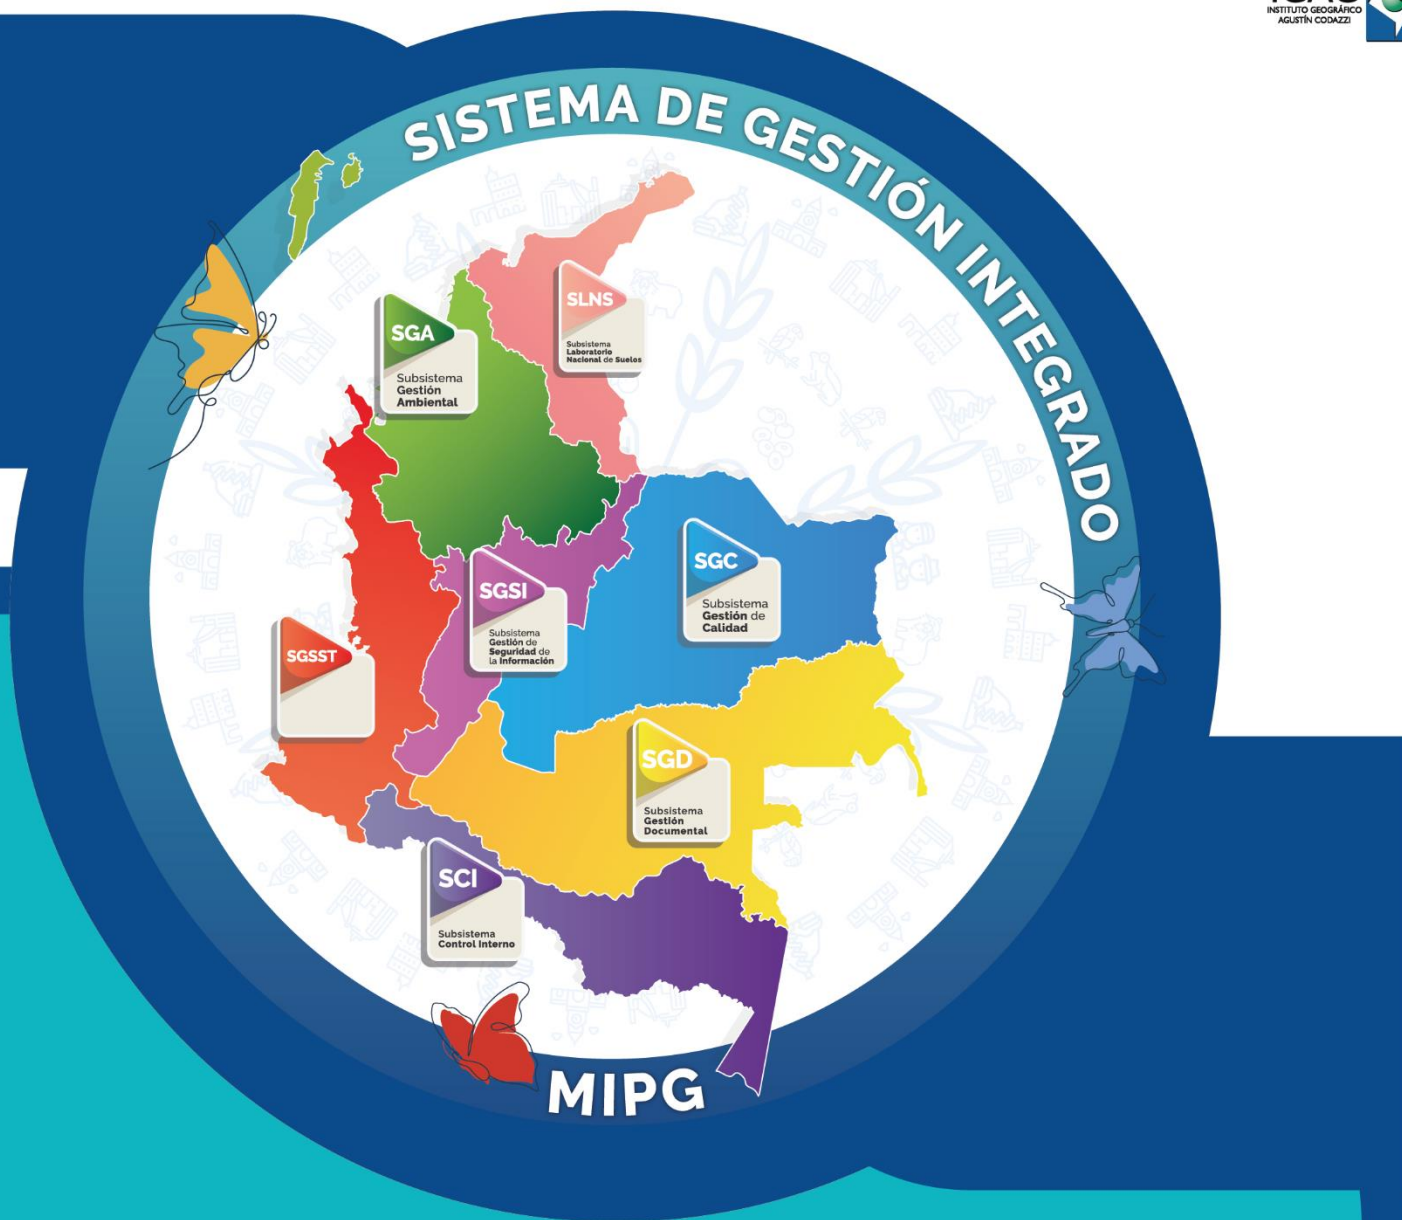 INSTITUTO GEOGRÁFICO
AGUSTÍN CODAZZI
SISTEMA DE GESTIÓN INTEGRADO
SLNS
Subsistema
Laboratorio
Nacional de Suelos
SGA
Subsistema
Gestión
Ambiental
SGC
Subsistema
Gestión de
Calidad
SGSI
Subsistema
Gestión de
Seguridad de
la Información
SGSST
SGD
Subsistema
Gestión
Documental
SCI
Subsistema
Control Interno
MIPG